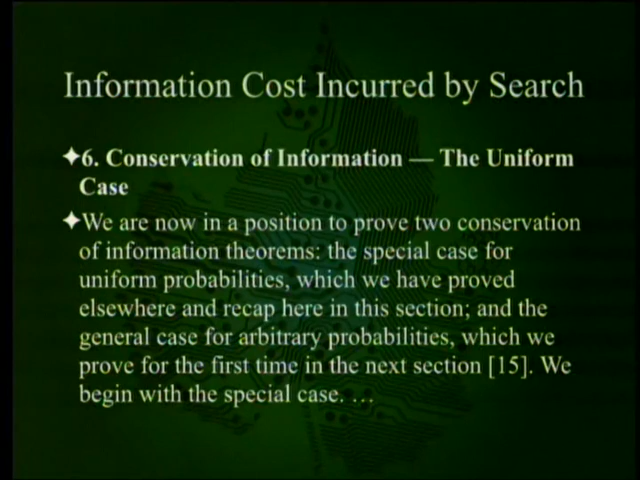 Information Cost Incurred by Search
✦6. Conservation of Information — The Uniform
Case
✦We are now in a position to prove two conservation
of information theorems: the special case for
uniform probabilities, which we have proved
elsewhere and recap here in this section; and the
general case for arbitrary probabilities, which we
prove for the first time in the next section [15]. We
begin with the special case. …